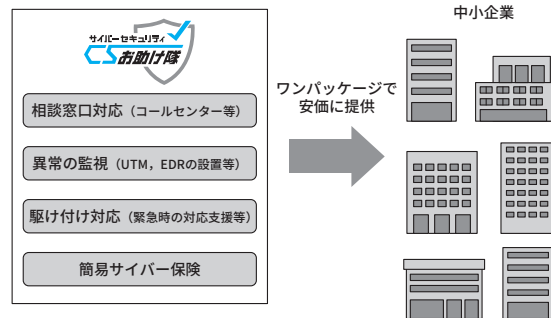 サイバーセキュリティ
CSお助け隊
相談窓口対応（コールセンター等）
異常の監視（UTM，EDRの設置等）
駆け付け対応（緊急時の対応支援等）
簡易サイバー保険
ワンパッケージで
安価に提供
中小企業